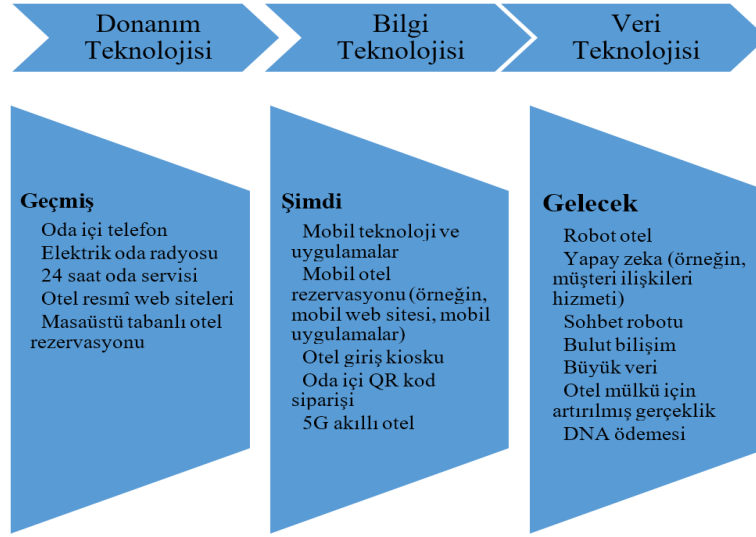 Donanım
Teknolojisi
Bilgi
Teknolojisi
Veri
Teknolojisi
Geçmiş
Oda içi telefon
Elektrik oda radyosu
24 saat oda servisi
Otel resmî web siteleri
Masaüstü tabanlı otel
rezervasyonu
Şimdi
Mobil teknoloji ve
uygulamalar
Mobil otel
rezervasyonu (örneğin,
mobil web sitesi, mobil
uygulamalar)
Otel giriş kiosku
Oda içi QR kod
siparişi
5G akıllı otel
Gelecek
Robot otel
Yapay zeka (örneğin,
müşteri ilişkileri
hizmeti)
Sohbet robotu
Bulut bilişim
Büyük veri
Otel mülkü için
artırılmış gerçeklik
DNA ödemesi